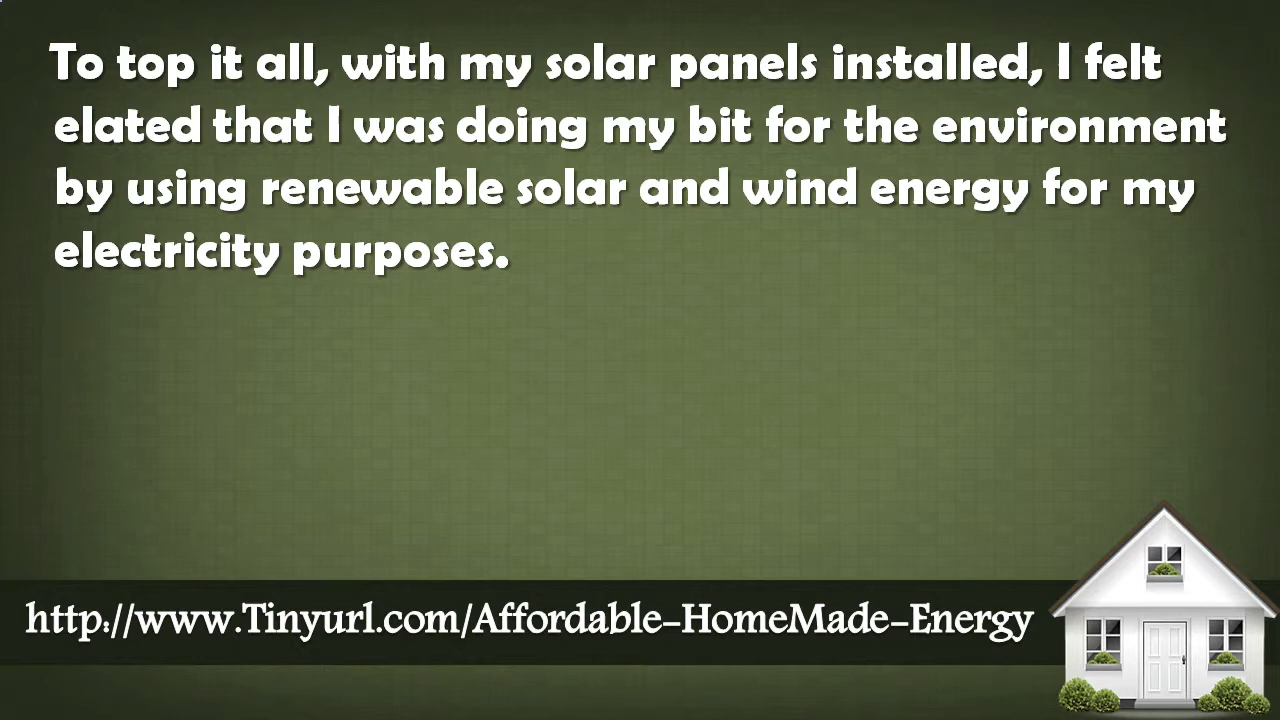 To top it all, with my solar panels installed, I felt
elated that I was doing my bit for the environment
by using renewable solar and wind energy for my
electricity purposes.
http://www.Tinyurl.com/Affordable-HomeMade-Energy